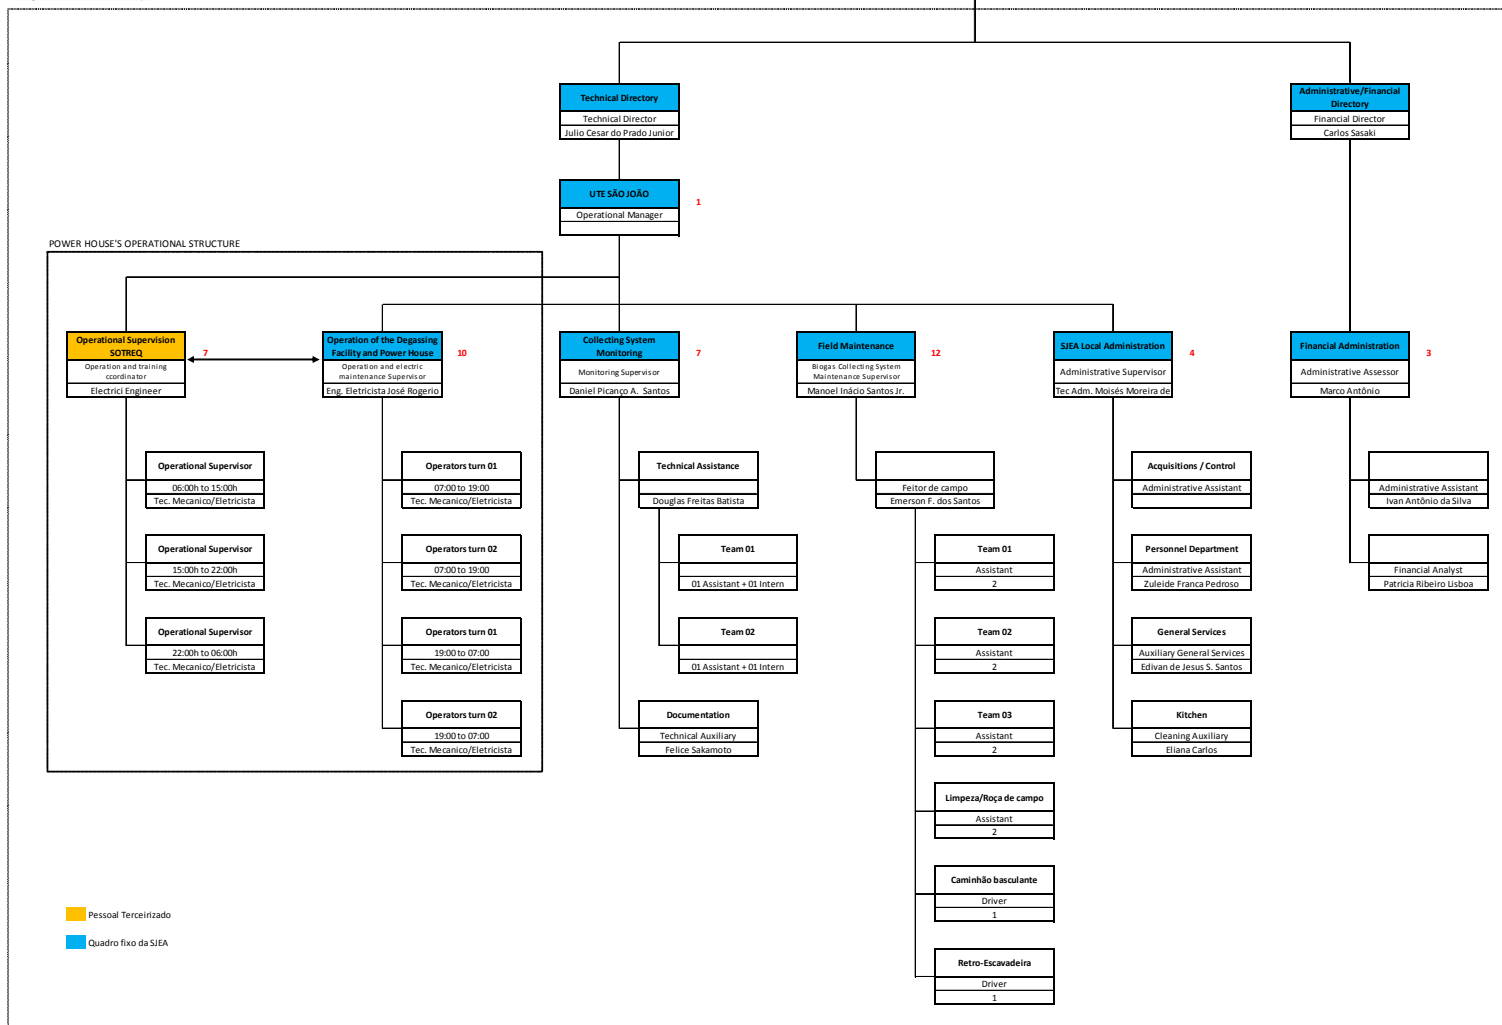 Technical Directory
Technical Director
Julio Cesar do Prado Junior
Administrative/Financial
Directory
Financial Director
Carlos Sasaki
UTE SÃO JOÃO
Operational Manager
1
POWER HOUSE'S OPERATIONAL STRUCTURE
Operational Supervision
SOTREQ
Operation and training
ccordinator
Electrici Engineer
7
Operation of the Degassing
Facility and Power House
Operation and electric
maintenance Supervisor
Eng. Eletricista José Rogerio
10
Collecting System
Monitoring
Monitoring Supervisor
Daniel Picanço A. Santos
7
Field Maintenance
Biogas Collecting System
Maintenance Supervisor
Manoel Inácio Santos Jr.
12
SJEA Local Administration
Administrative Supervisor
Tec Adm. Moisés Moreira de
4
Financial Administration
Administrative Assessor
Marco Antônio
3
Operational Supervisor
06:00h to 15:00h
Tec. Mecanico/Eletricista
Operational Supervisor
15:00h to 22:00h
Tec. Mecanico/Eletricista
Operational Supervisor
22:00h to 06:00h
Tec. Mecanico/Eletricista
Operators turn 01
07:00 to 19:00
Tec. Mecanico/Eletricista
Operators turn 02
07:00 to 19:00
Tec. Mecanico/Eletricista
Operators turn 01
19:00 to 07:00
Tec. Mecanico/Eletricista
Operators turn 02
19:00 to 07:00
Tec. Mecanico/Eletricista
Technical Assistance
Douglas Freitas Batista
Team 01
01 Assistant + 01 Intern
Team 02
01 Assistant + 01 Intern
Documentation
Technical Auxiliary
Felice Sakamoto
Feitor de campo
Emerson F. dos Santos
Team 01
Assistant
2
Team 02
Assistant
2
Team 03
Assistant
2
Limpeza/Roça de campo
Assistant
2
Caminhão basculante
Driver
1
Retro-Escavadeira
Driver
1
Acquisitions / Control
Administrative Assistant
Personnel Department
Administrative Assistant
Zuleide Franca Pedroso
General Services
Auxiliary General Services
Edivan de Jesus S. Santos
Kitchen
Cleaning Auxiliary
Eliana Carlos
Administrative Assistant
Ivan Antônio da Silva
Financial Analyst
Patricia Ribeiro Lisboa
Pessoal Terceirizado
Quadro fixo da SJEA